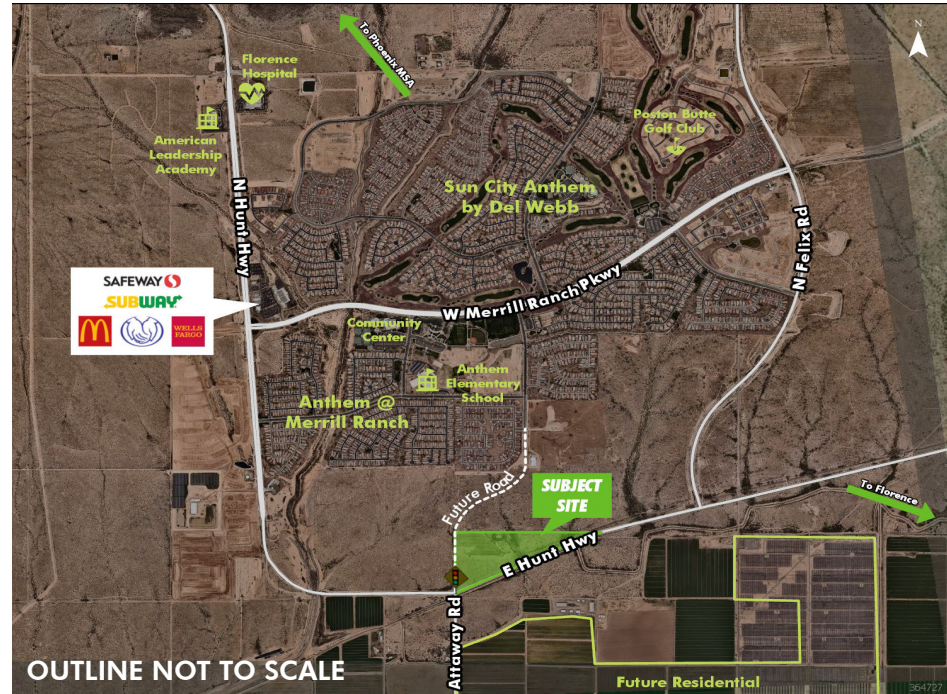 N
To Phoenix MSA
Florence
Hospital
American
Leadership
Academy
Poston Butte
Golf Club
Sun City Anthem
by Del Webb
N Hunt Hwy
N Felix Rd
SAFEWAY
SUBWAY
M
WELLS
FARGO
W Merrill Ranch Pkwy
Community
Center
Anthem
Elementary
School
Anthem @
Merrill Ranch
Future Road
SUBJECT
SITE
To Florence
E Hunt Hwy
Attaway Rd
OUTLINE NOT TO SCALE
Future Residential
364797